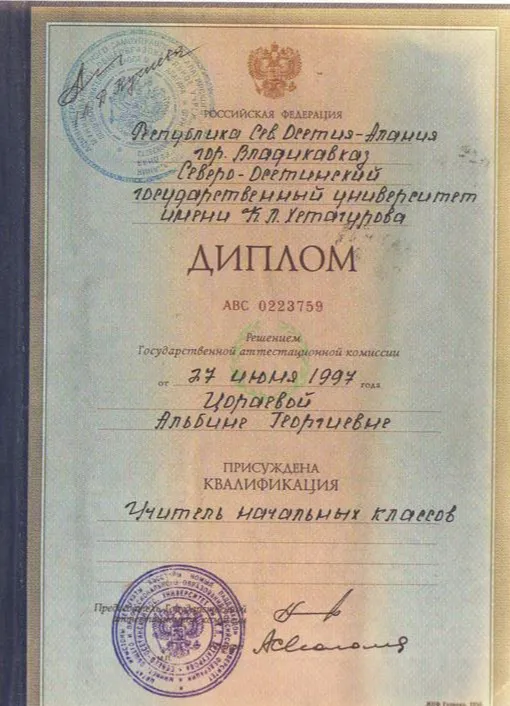 РОССИЙСКАЯ ФЕДЕРАЦИЯ
Республика Сев. Осетия-Алания
гор. Владикавказ
Северо-Осетинский
государственный университет
имени К.Л. Хетагурова
ДИПЛОМ
АВС 0223759
Решением
Государственной аттестационной комиссии
от 27 июня 1997 года
Цораевой
Альбине Георгиевне
ПРИСУЖДЕНА
КВАЛИФИКАЦИЯ
Учитель начальных классов